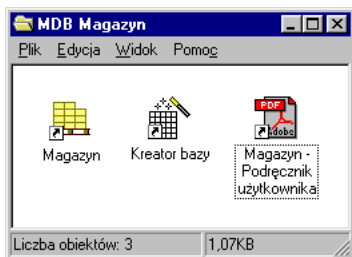 MDB Magazyn
Plik Edycja Widok Pomoc
PDF
Adobe
Magazyn
Kreator bazy
Magazyn -
Podręcznik
użytkownika
Liczba obiektów: 3
1,07KB